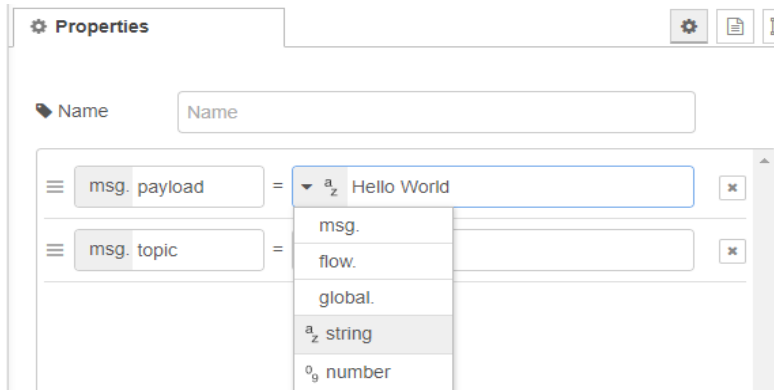 Properties
Name Name
msg. payload = az Hello World
msg.
msg. topic =
flow.
global.
az string
09 number